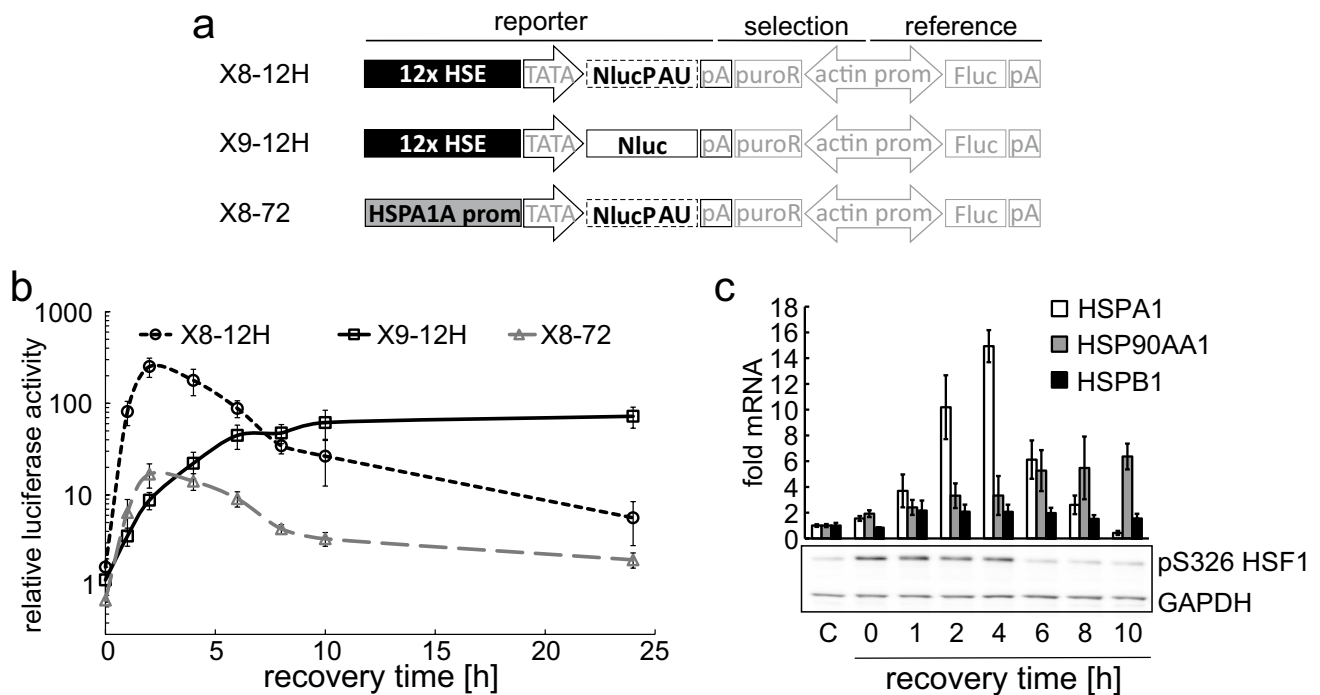 a
reporter selection reference
X8-12H 12x HSE TATA NlucPAU pA puroR actin prom Fluc pA
X9-12H 12x HSE TATA Nluc pA puroR actin prom Fluc pA
X8-72 HSPA1A prom TATA NlucPAU pA puroR actin prom Fluc pA
b
relative luciferase activity
1000
100
10
1
X8-12H X9-12H X8-72
0 5 10 15 20 25
recovery time [h]
c
fold mRNA
18
16
14
12
10
8
6
4
2
0
HSPA1
HSP90AA1
HSPB1
pS326 HSF1
GAPDH
C 0 1 2 4 6 8 10
recovery time [h]